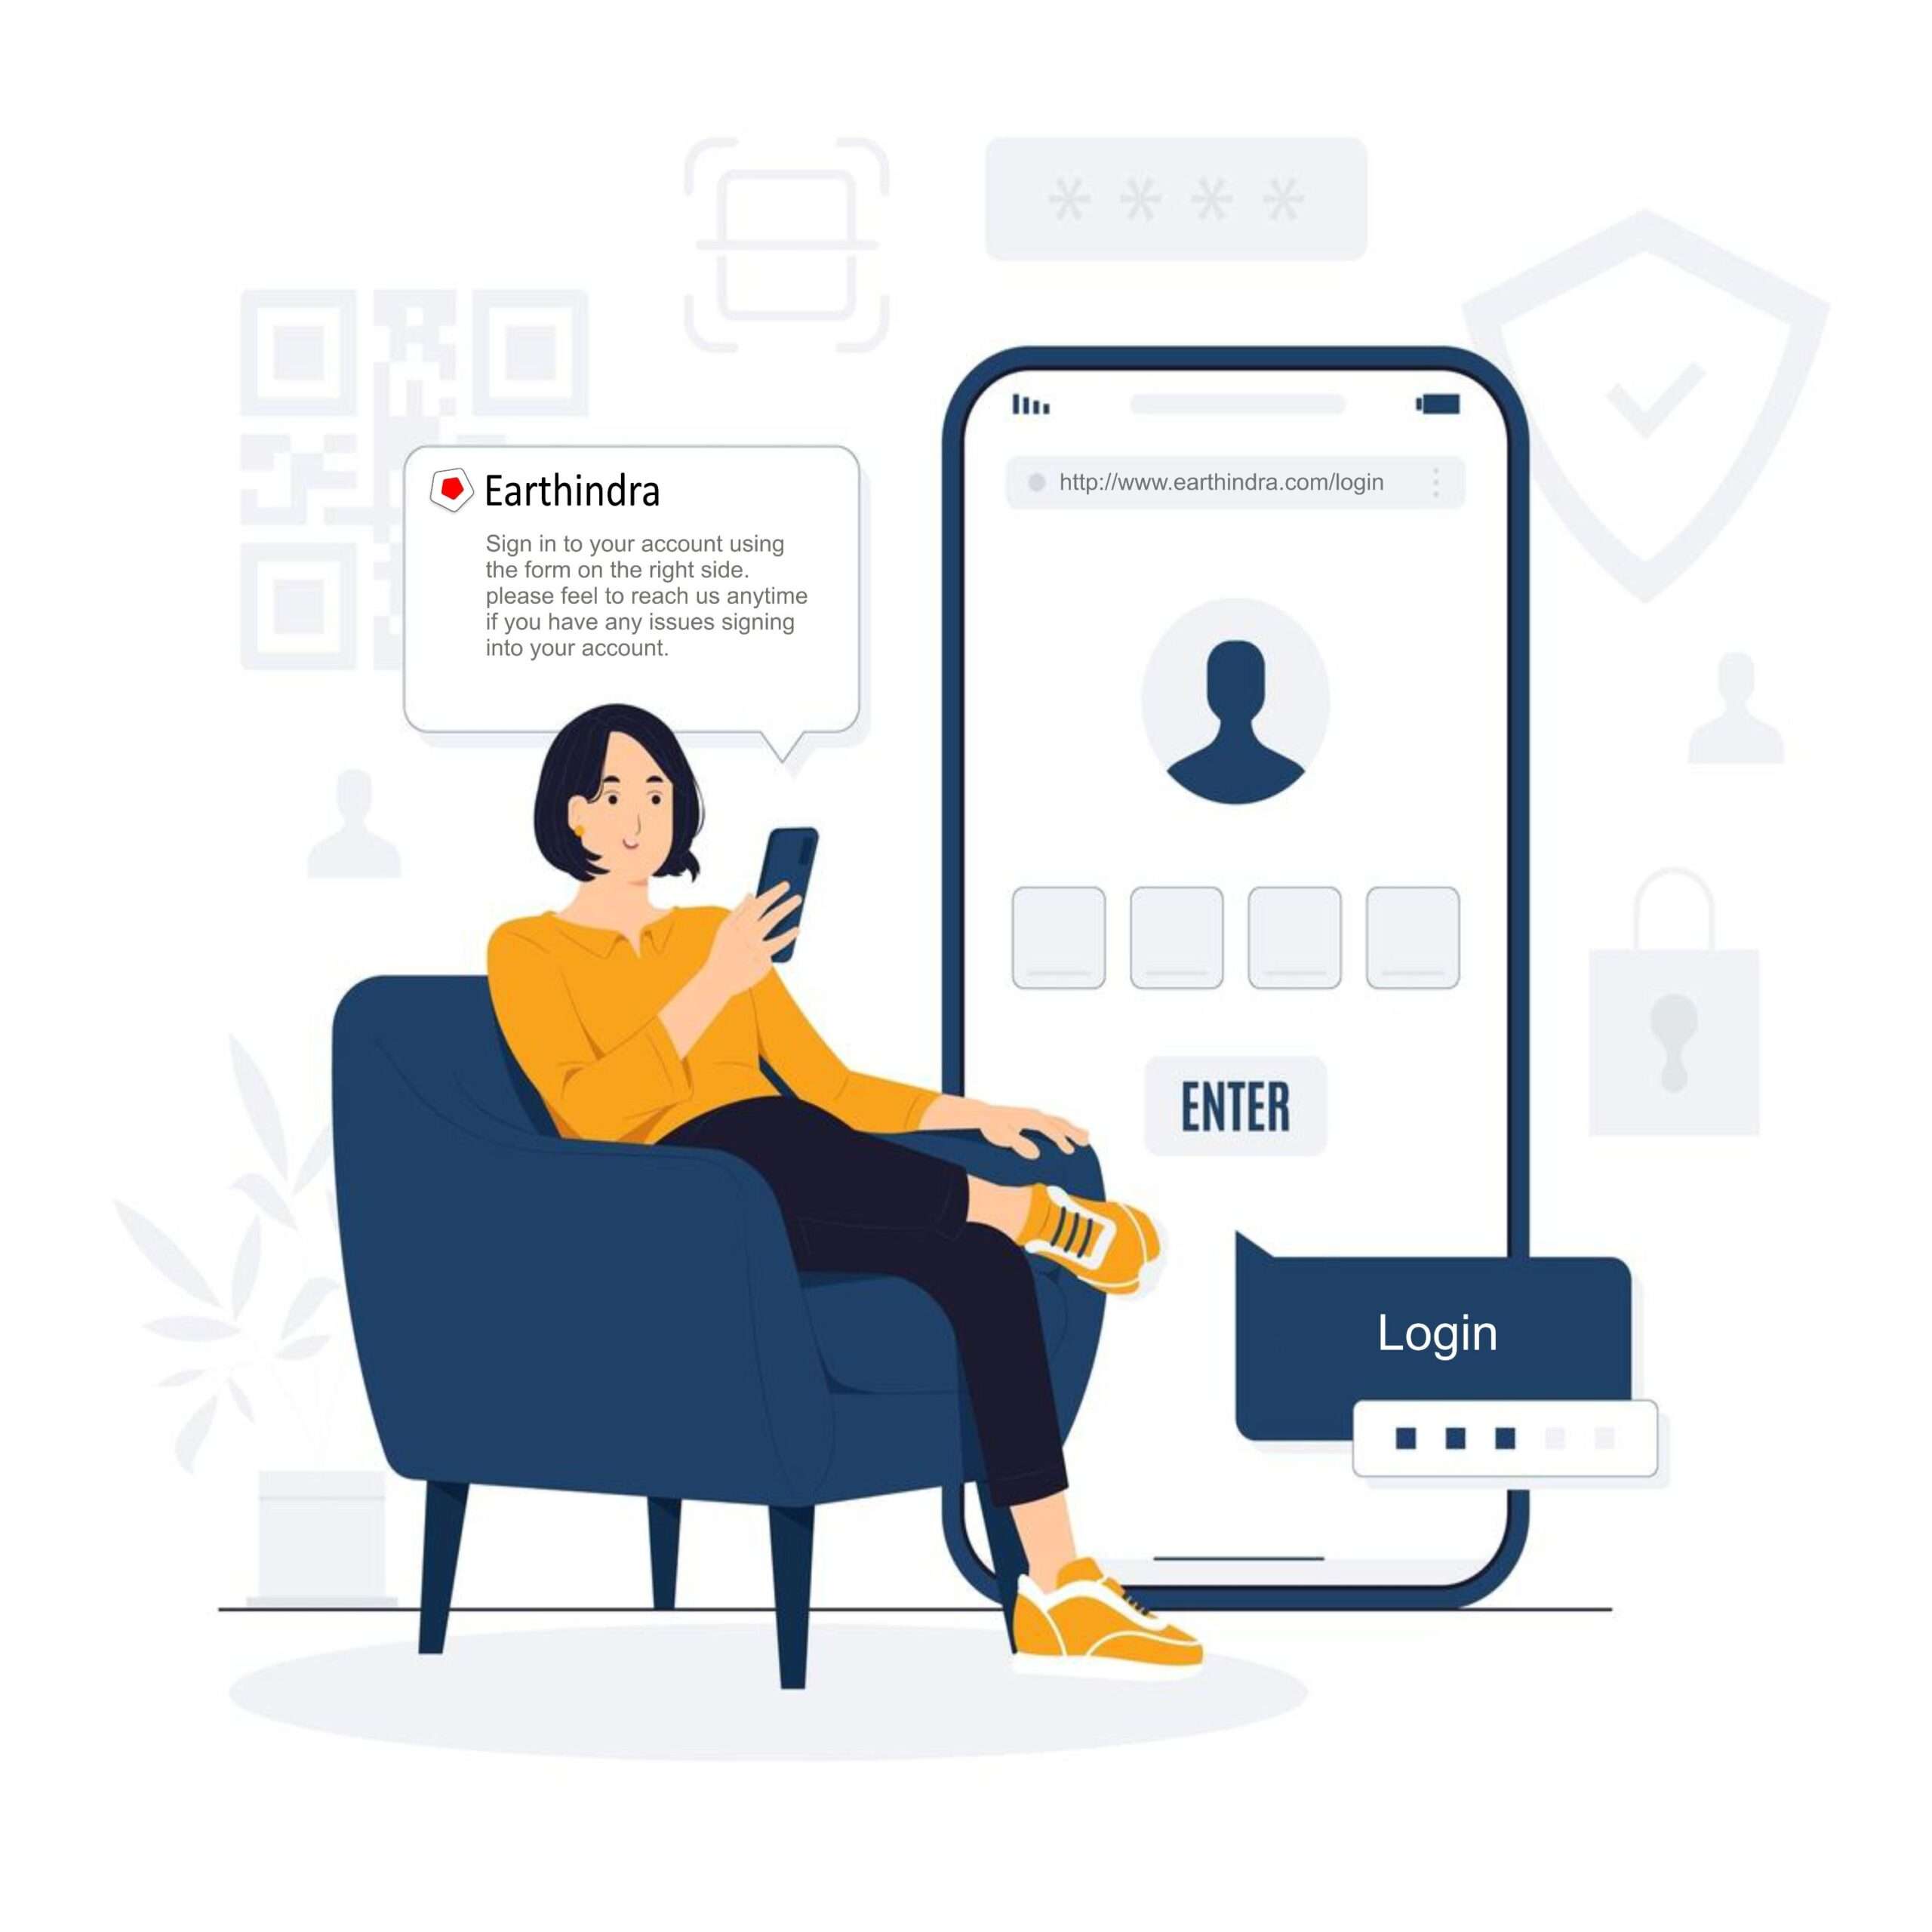 * * * *
http://www.earthindra.com/login
Earthindra
Sign in to your account using
the form on the right side.
please feel to reach us anytime
if you have any issues signing
into your account.
ENTER
Login